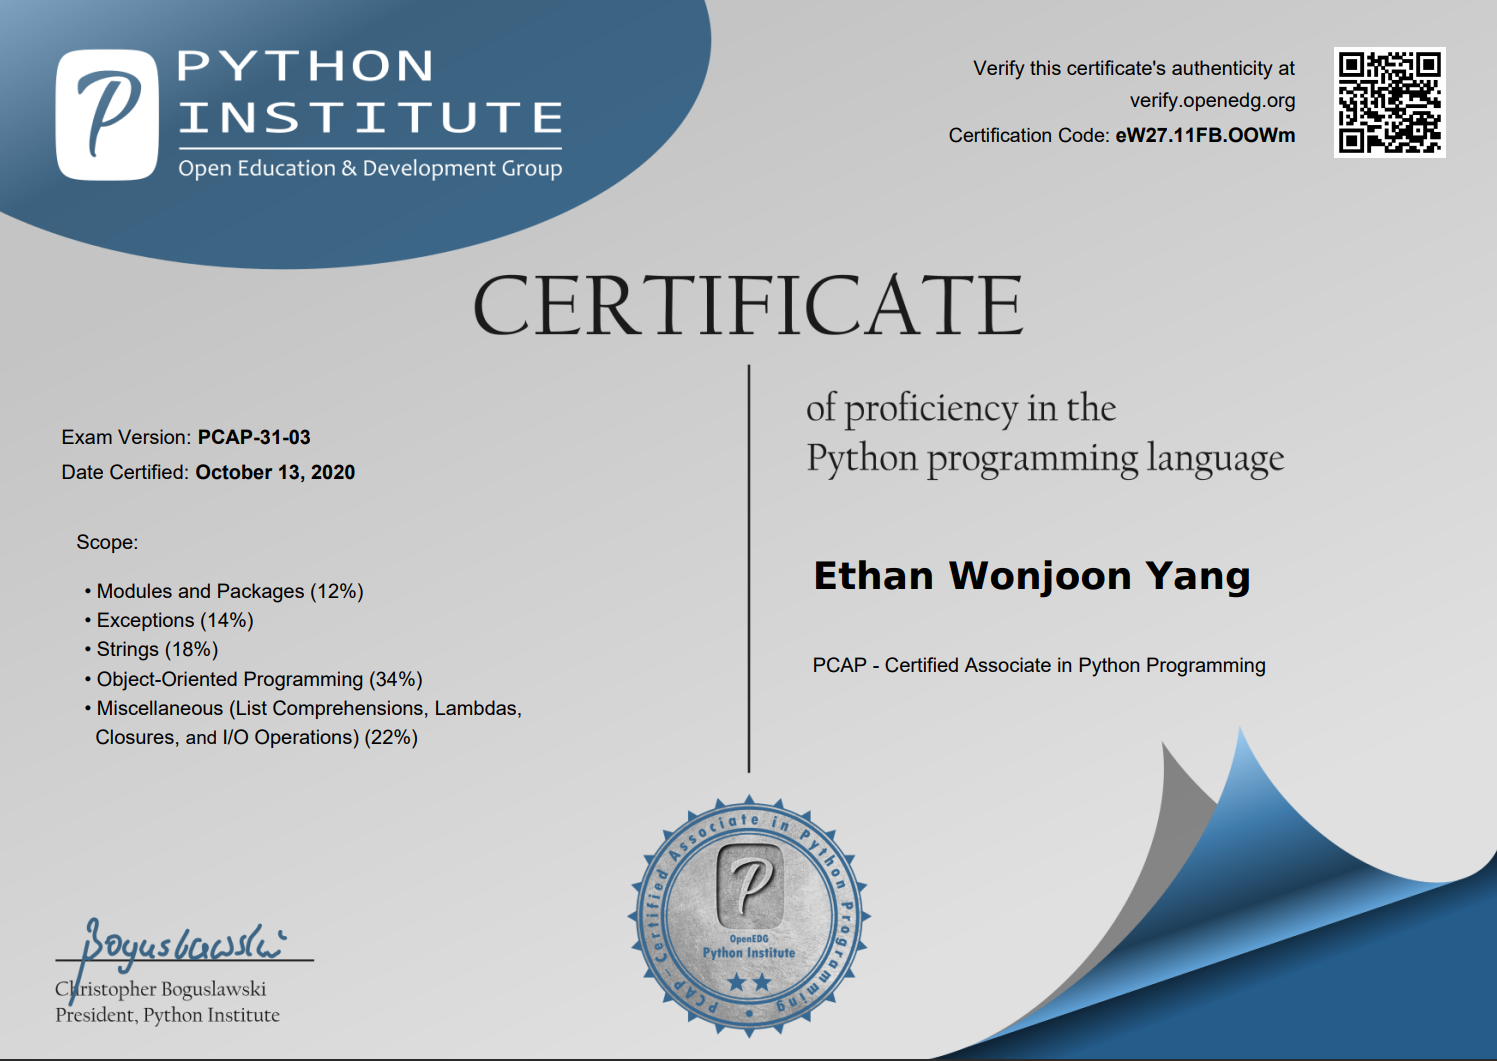 PYTHON
INSTITUTE
Open Education & Development Group
Verify this certificate's authenticity at
verify.openedg.org
Certification Code: eW27.11FB.OOWm
CERTIFICATE
of proficiency in the
Python programming language
Exam Version: PCAP-31-03
Date Certified: October 13, 2020
Scope:
• Modules and Packages (12%)
• Exceptions (14%)
• Strings (18%)
• Object-Oriented Programming (34%)
• Miscellaneous (List Comprehensions, Lambdas,
Closures, and I/O Operations) (22%)
Ethan Wonjoon Yang
PCAP - Certified Associate in Python Programming
PCAP – Certified Associate in Python Programming
OpenEDG
Python Institute
Boguslawski
Christopher Boguslawski
President, Python Institute